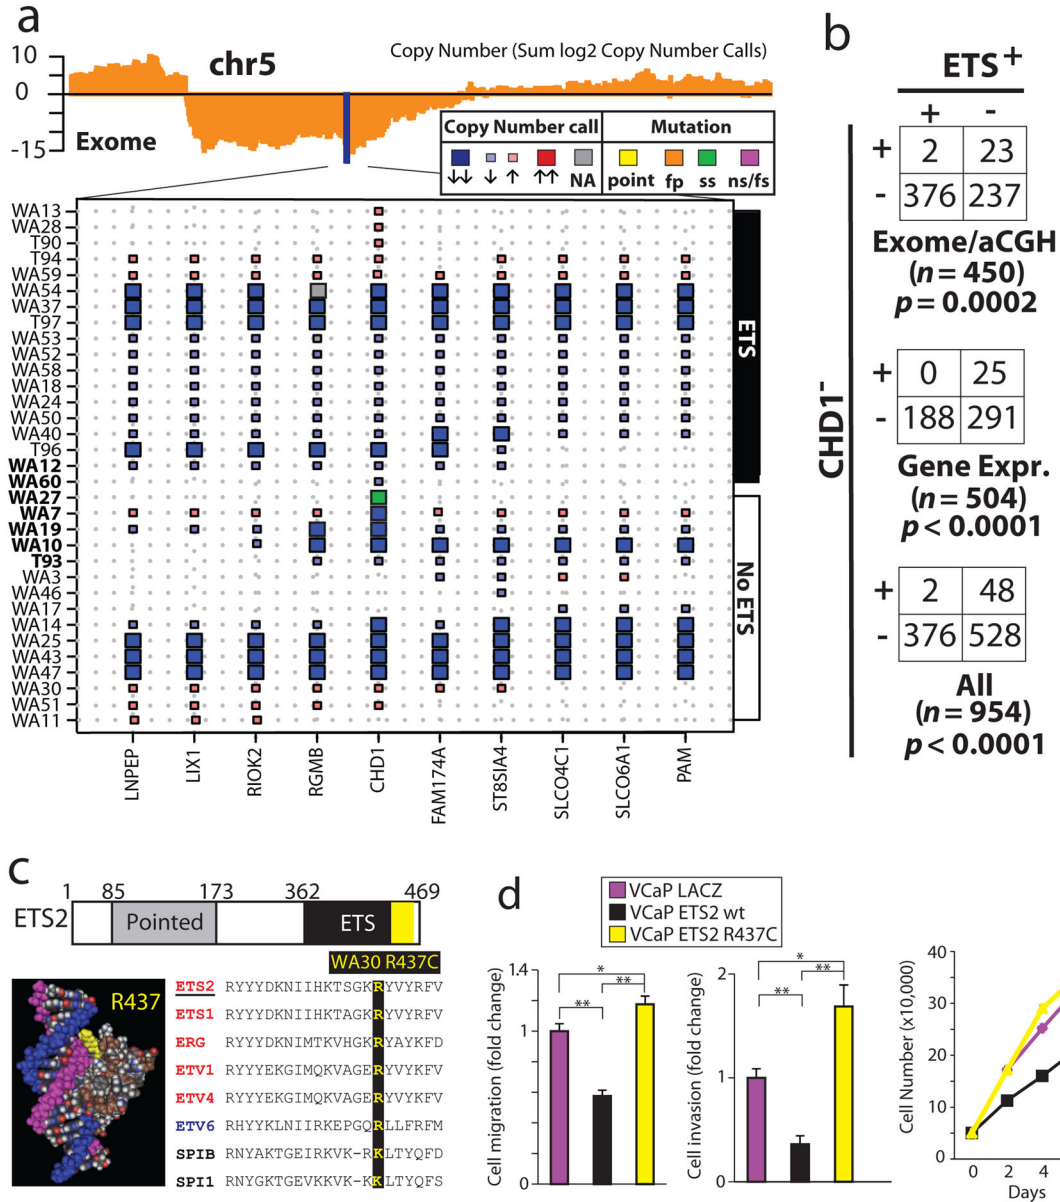 a
chr5
Copy Number (Sum log2 Copy Number Calls)
10
0
-15
Exome
Copy Number call
Mutation
↓↓ ↓ ↑ ↑↑ NA point fp ss ns/fs
WA13
WA28
T90
T94
WA59
WA54
WA37
T97
WA53
WA52
WA58
WA18
WA24
WA50
WA40
T96
WA12
WA60
WA27
WA7
WA19
WA10
T93
WA3
WA46
WA17
WA14
WA25
WA43
WA47
WA30
WA51
WA11
ETS
No ETS
LNPEP
LIX1
RIOK2
RGMB
CHD1
FAM174A
ST8SIA4
SLCO4C1
SLCO6A1
PAM
b
ETS+
+ -
CHD1-
+ 2 23
- 376 237
Exome/aCGH
(n = 450)
p = 0.0002
+ 0 25
- 188 291
Gene Expr.
(n = 504)
p < 0.0001
+ 2 48
- 376 528
All
(n = 954)
p < 0.0001
c
1 85 173 362 469
ETS2 Pointed ETS
WA30 R437C
R437
ETS2 RYYYDKNIIHKTSGKRYVYRFV
ETS1 RYYYDKNIIHKTAGKRYVYRFV
ERG RYYYDKNIMTKVHGKRYAYKFD
ETV1 RYYYEKGIMQKVAGERYVYKFV
ETV4 RYYYEKGIMQKVAGERYVYKFV
ETV6 RHYYKLNIIRKEPGQRLLFRFM
SPIB RNYAKTGEIRKVK-RKLTYQFD
SPI1 RNYGKTGEVKKVK-KKLTYQFS
d
VCaP LACZ
VCaP ETS2 wt
VCaP ETS2 R437C
Cell migration (fold change)
1.4
1
0
*
**
**
Cell invasion (fold change)
2
1
0
*
**
**
Cell Number (x10,000)
40
30
20
10
0
0 2 4
Days